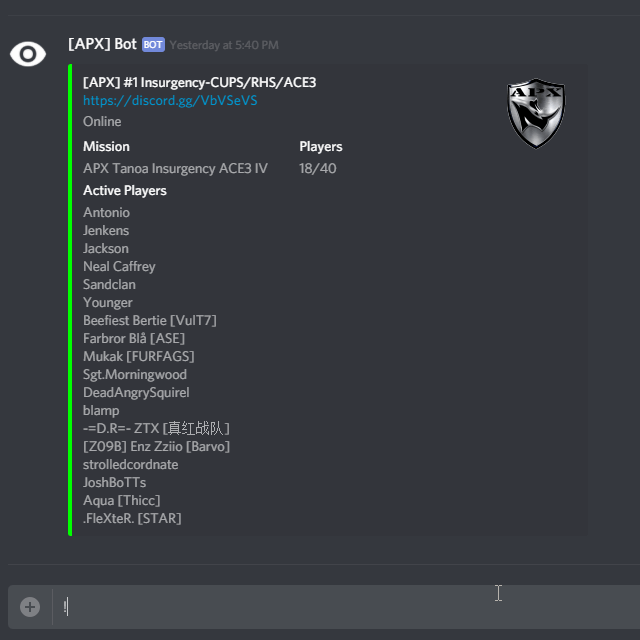 [APX] Bot BOT Yesterday at 5:40 PM
[APX] #1 Insurgency-CUPS/RHS/ACE3
https://discord.gg/VbVSeVS
APX
Online
Mission Players
APX Tanoa Insurgency ACE3 IV 18/40
Active Players
Antonio
Jenkens
Jackson
Neal Caffrey
Sandclan
Younger
Beefiest Bertie [VulT7]
Farbror Blå [ASE]
Mukak [FURFAGS]
Sgt.Morningwood
DeadAngrySquirel
blamp
-=D.R=- ZTX [真红战队]
[Z09B] Enz Zziio [Barvo]
strolledcordnate
JoshBoTTs
Aqua [Thicc]
.FleXteR. [STAR]
!